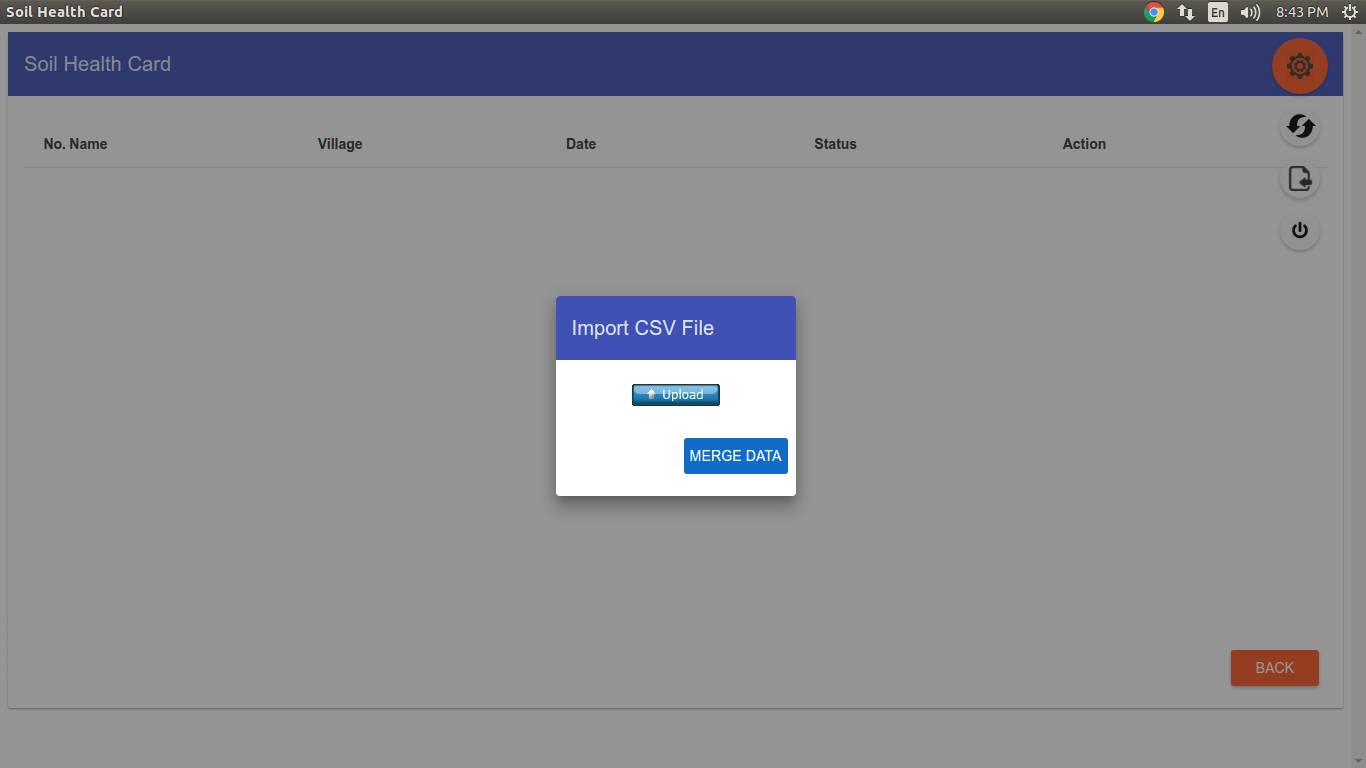 Soil Health Card
En
8:43 PM
Soil Health Card
No. Name Village Date Status Action
Import CSV File
Upload
MERGE DATA
BACK